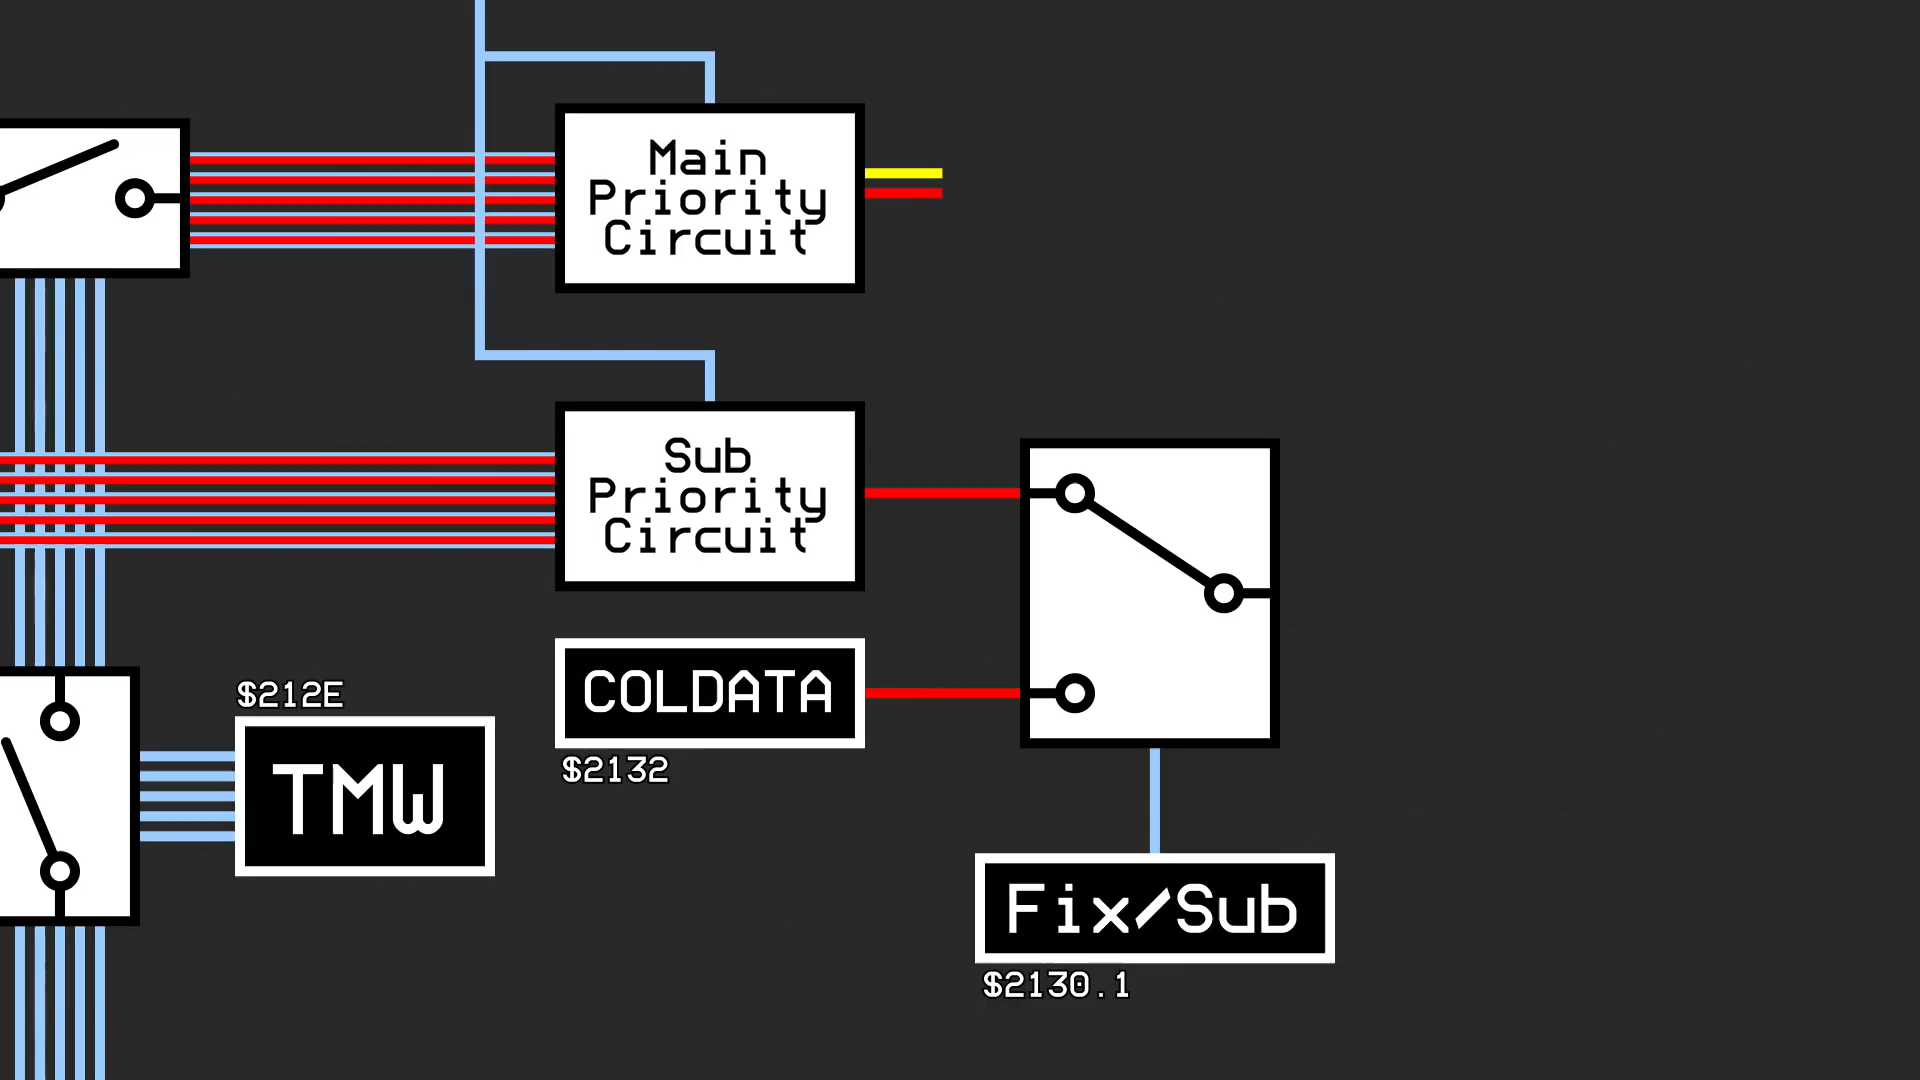 Main
Priority
Circuit
Sub
Priority
Circuit
$212E
TMW
COLDATA
$2132
Fix/Sub
$2130.1